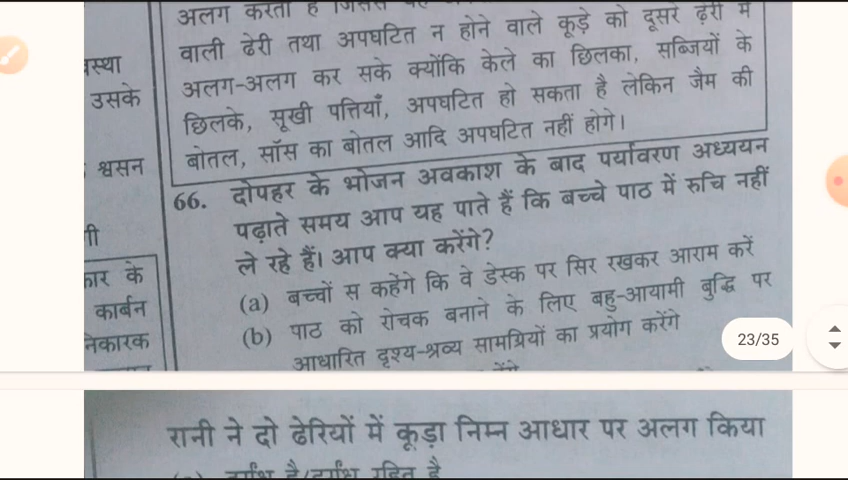 अलग करता है
वाली ढेरी तथा अपघटित न होने वाले कूड़े को दूसरे ढ़ेरी में
अलग-अलग कर सके क्योंकि केले का छिलका, सब्जियों के
छिलके, सूखी पत्तियाँ, अपघटित हो सकता है लेकिन जैम की
बोतल, सॉस का बोतल आदि अपघटित नहीं होगे।
66. दोपहर के भोजन अवकाश के बाद पर्यावरण अध्ययन
पढ़ाते समय आप यह पाते हैं कि बच्चे पाठ में रुचि नहीं
ले रहे हैं। आप क्या करेंगे?
(a) बच्चों स कहेंगे कि वे डेस्क पर सिर रखकर आराम करें
(b) पाठ को रोचक बनाने के लिए बहु-आयामी बुद्धि पर
आधारित दृश्य-श्रव्य सामग्रियों का प्रयोग करेंगे
उसके
श्वसन
कार के
कार्बन
23/35
रानी ने दो ढेरियों में कूड़ा निम्न आधार पर अलग किया